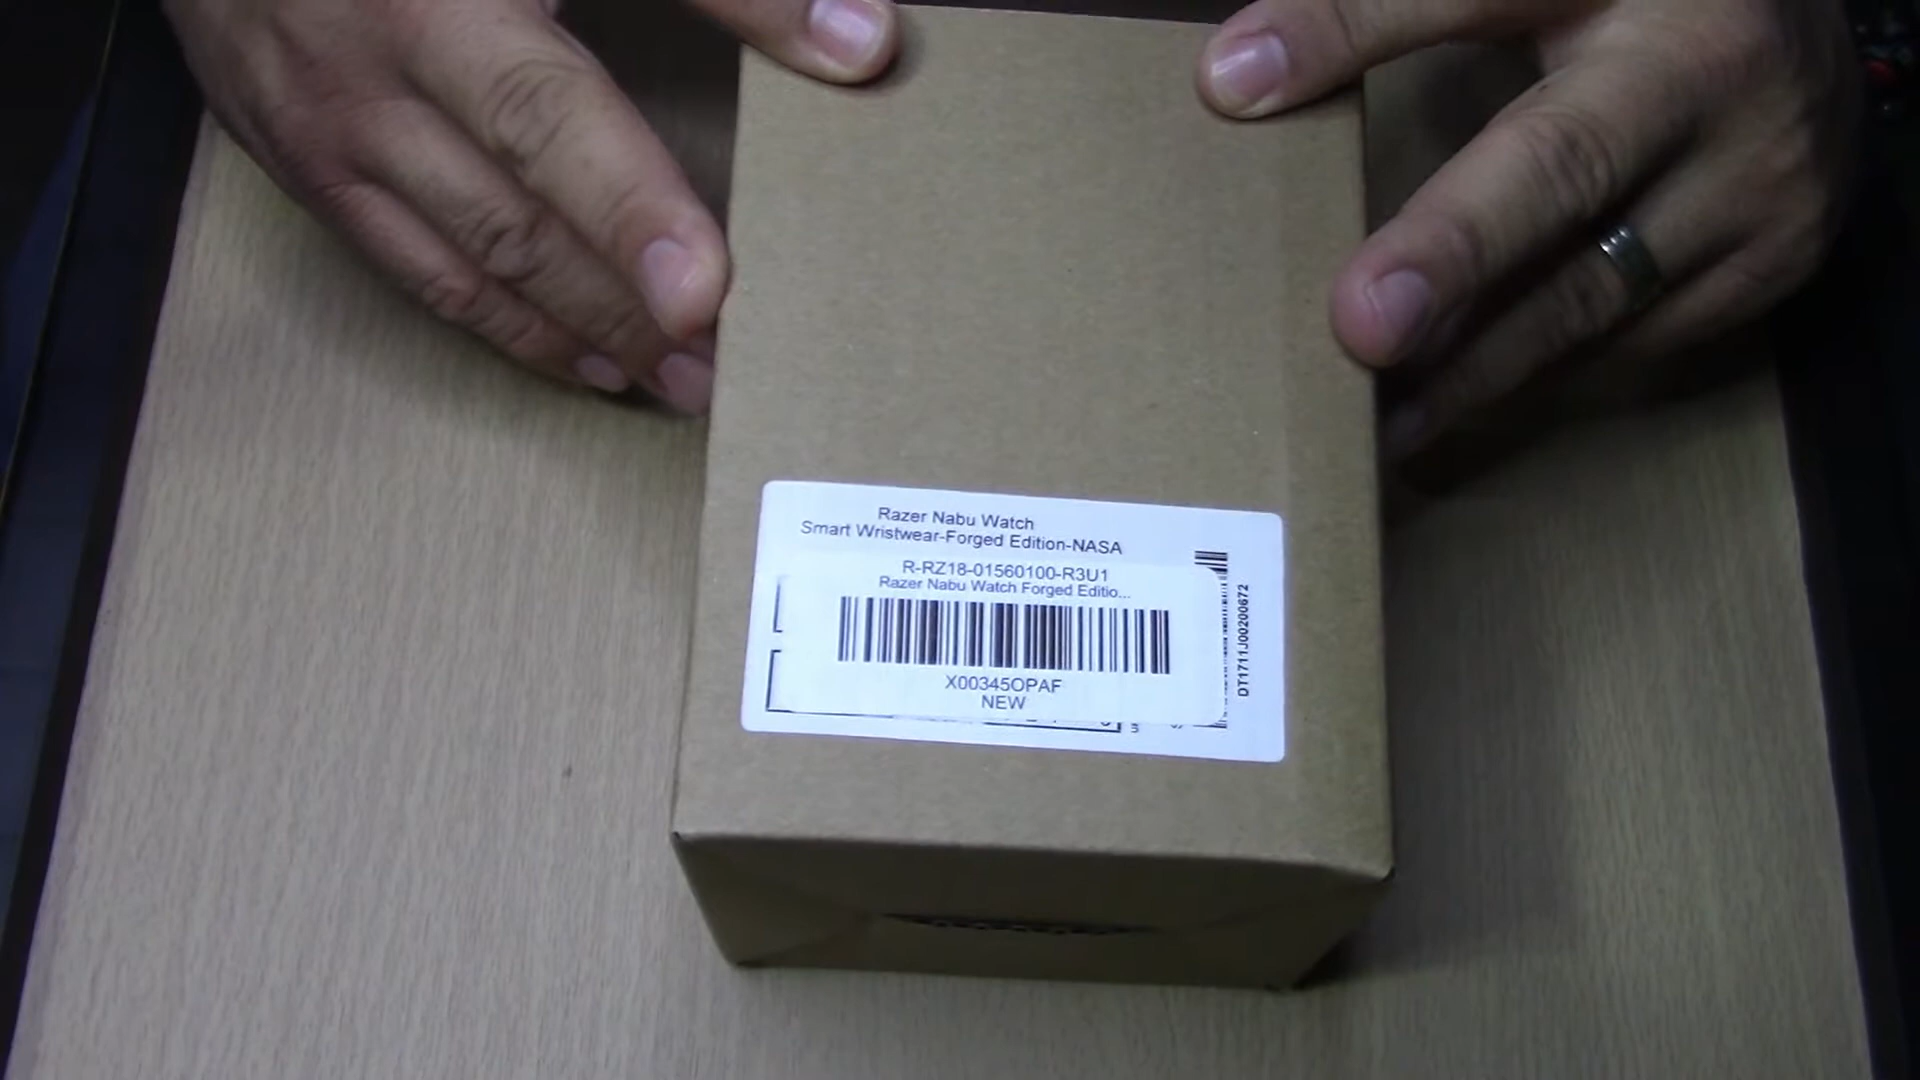 Razer Nabu Watch
Smart Wristwear-Forged Edition-NASA
R-RZ18-01560100-R3U1
Razer Nabu Watch Forged Editio...
X00345OPAF
NEW
DT1711J00200672